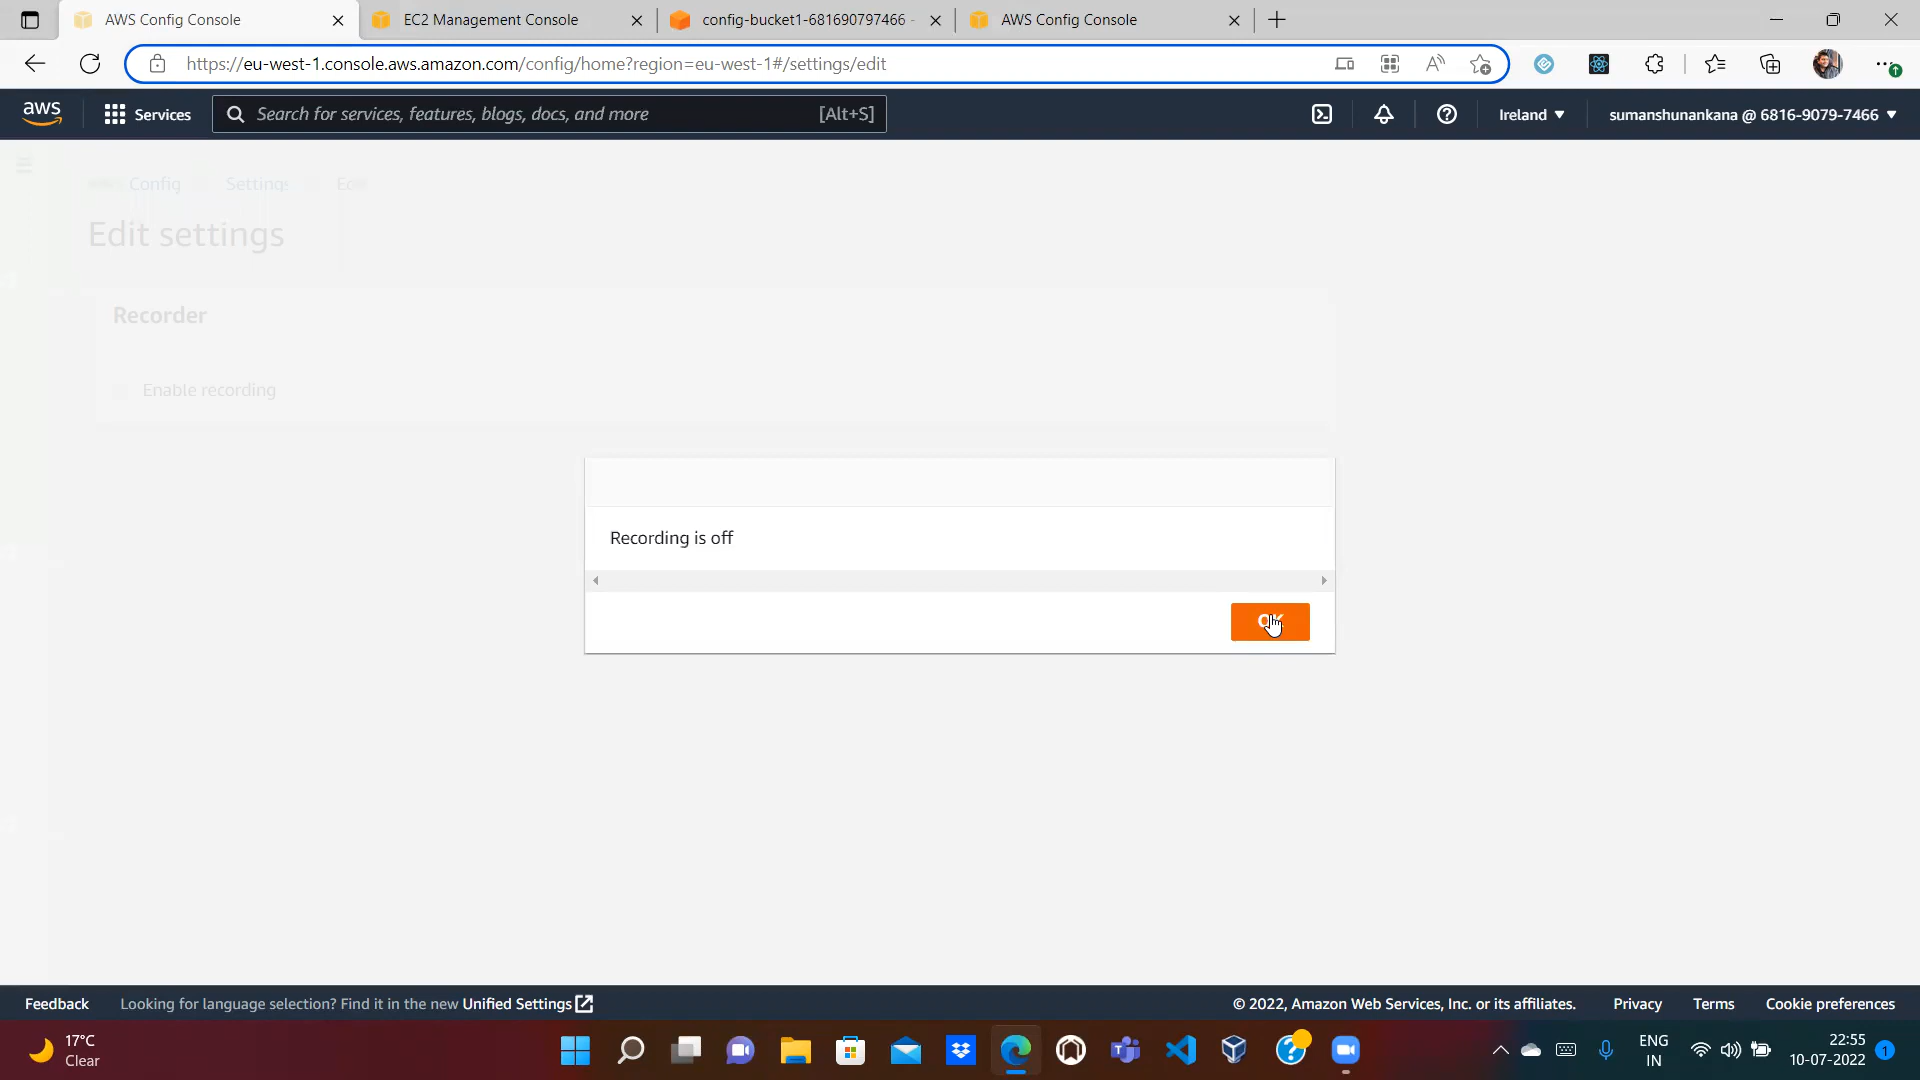 AWS Config Console
EC2 Management Console
config-bucket1-681690797466 -
AWS Config Console
https://eu-west-1.console.aws.amazon.com/config/home?region=eu-west-1#/settings/edit
aws
Services
Search for services, features, blogs, docs, and more
[Alt+S]
Ireland
sumanshunankana @ 6816-9079-7466
Config
Settings
Edit settings
Recorder
Enable recording
Recording is off
OK
Feedback
Looking for language selection? Find it in the new Unified Settings
© 2022, Amazon Web Services, Inc. or its affiliates.
Privacy
Terms
Cookie preferences
17°C
Clear
ENG
IN
22:55
10-07-2022
1